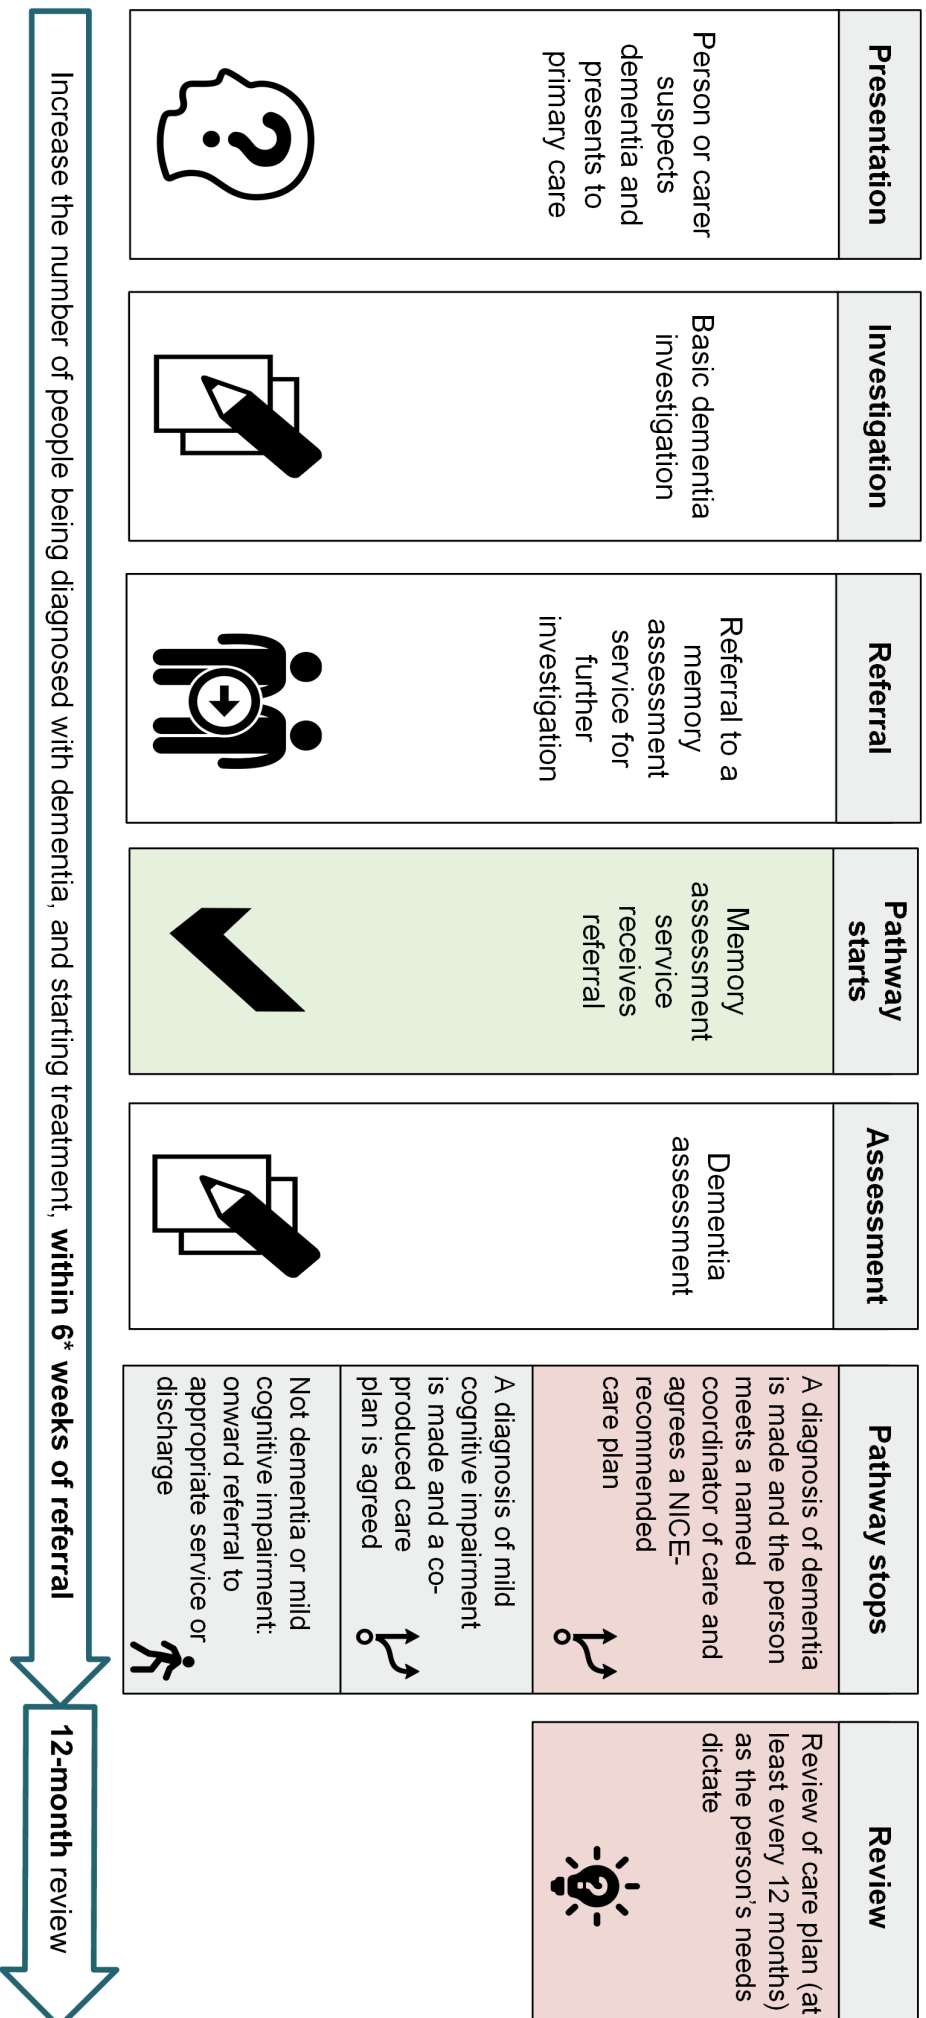 Presentation
Person or carer
suspects
dementia and
presents to
primary care
Investigation
Basic dementia
investigation
Referral
Referral to a
memory
assessment
service for
further
investigation
Pathway
starts
Memory
assessment
service
receives
referral
Assessment
Dementia
assessment
Pathway stops
A diagnosis of dementia
is made and the person
meets a named
coordinator of care and
agrees a NICE-
recommended
care plan
A diagnosis of mild
cognitive impairment
is made and a co-
produced care
plan is agreed
Not dementia or mild
cognitive impairment:
onward referral to
appropriate service or
discharge
Review
Review of care plan (at
least every 12 months)
as the person's needs
dictate
Increase the number of people being diagnosed with dementia, and starting treatment, within 6* weeks of referral
12-month review